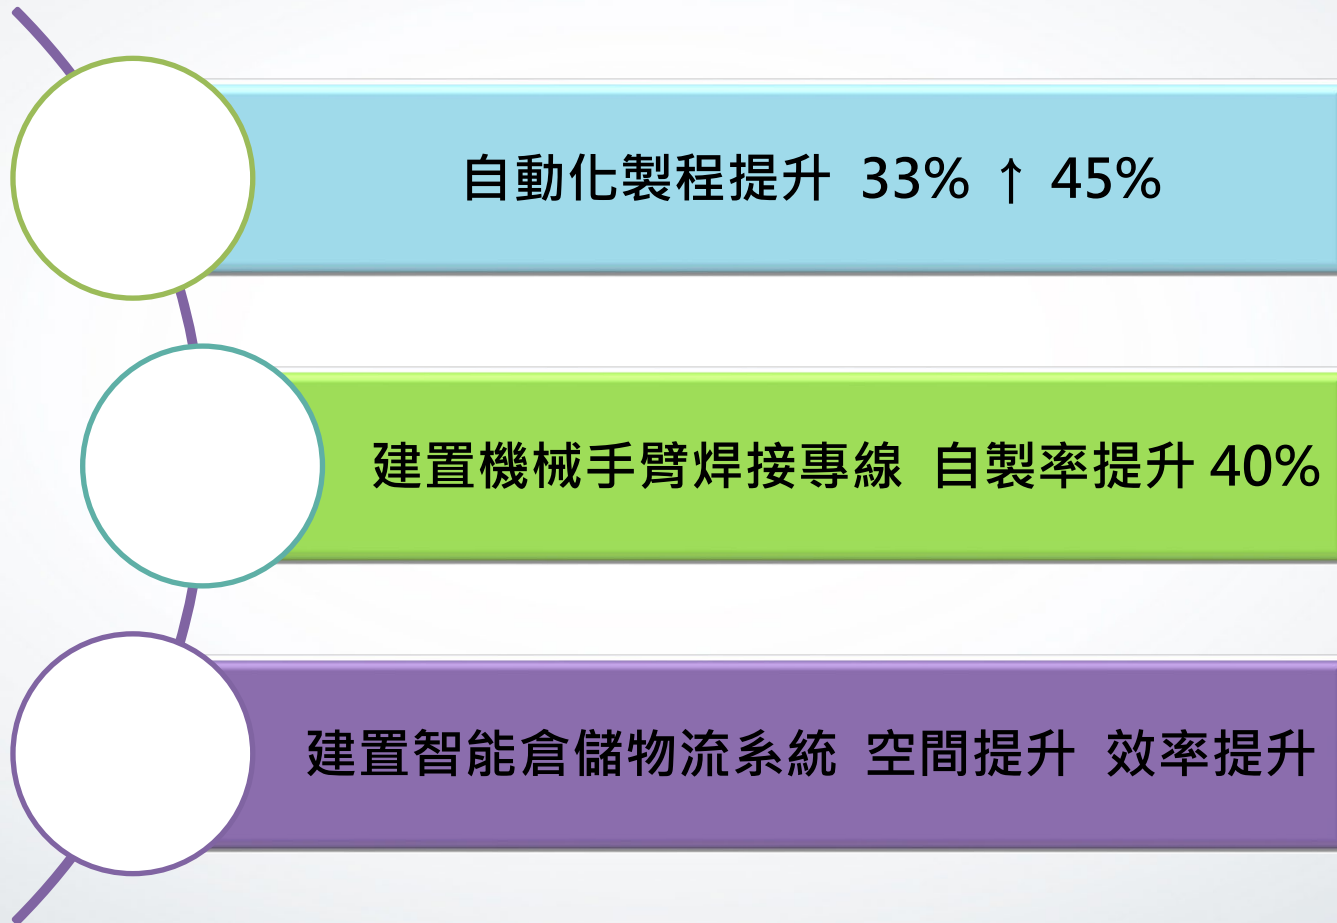 自動化製程提升 33% ↑ 45%
建置機械手臂焊接專線 自製率提升 40%
建置智能倉儲物流系統 空間提升 效率提升